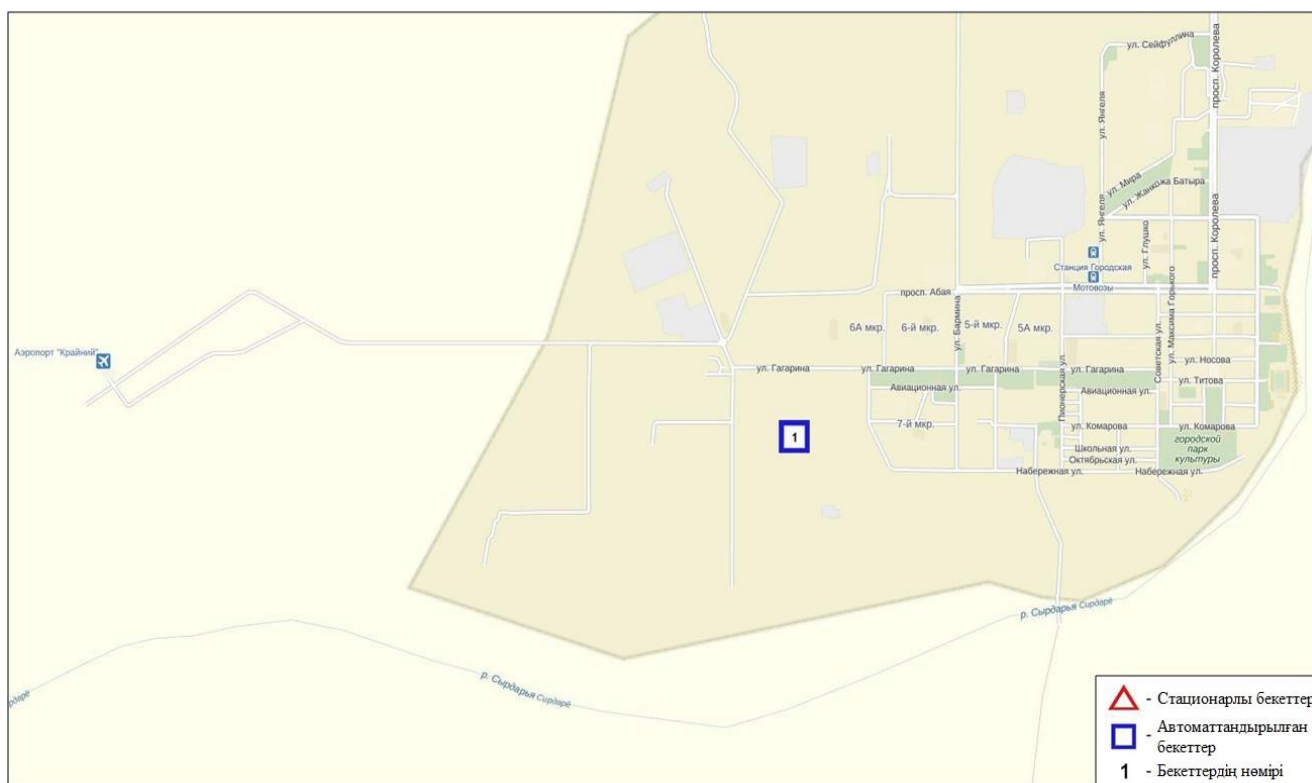 ул. Сейфуллина
просп. Королева
ул. Янгеля
ул. Мира
ул. Жанкожа Батыра
ул. Янгеля
ул. Глушко
просп. Королева
Станция Городская
Мотовозы
просп. Абая
ул. Максима Горького
6А мкр.
6-й мкр.
ул. Бармина
5-й мкр.
5А мкр.
Советская ул.
Аэропорт "Крайний"
ул. Носова
ул. Гагарина
ул. Гагарина
ул. Гагарина
ул. Гагарина
ул. Титова
Авиационная ул.
Пионерская ул.
Авиационная ул.
7-й мкр.
ул. Комарова
ул. Комарова
1
городской
парк
культуры
Школьная ул.
Октябрьская ул.
Набережная ул.
Набережная ул.
р. Сырдарья Сирдарё
р. Сырдарья Сирдарё
рдарё
- Стационарлы бекеттер
- Автоматтандырылған
бекеттер
1 - Бекеттердің нөмірі